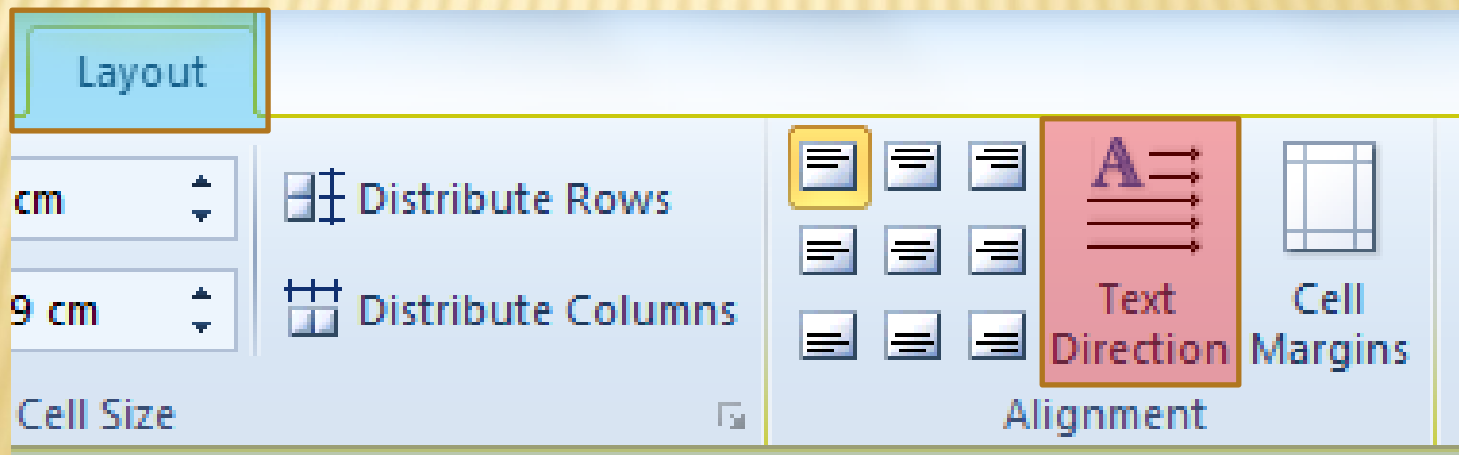 Layout
cm
Distribute Rows
9 cm
Distribute Columns
Text
Direction
Cell
Margins
Cell Size
Alignment